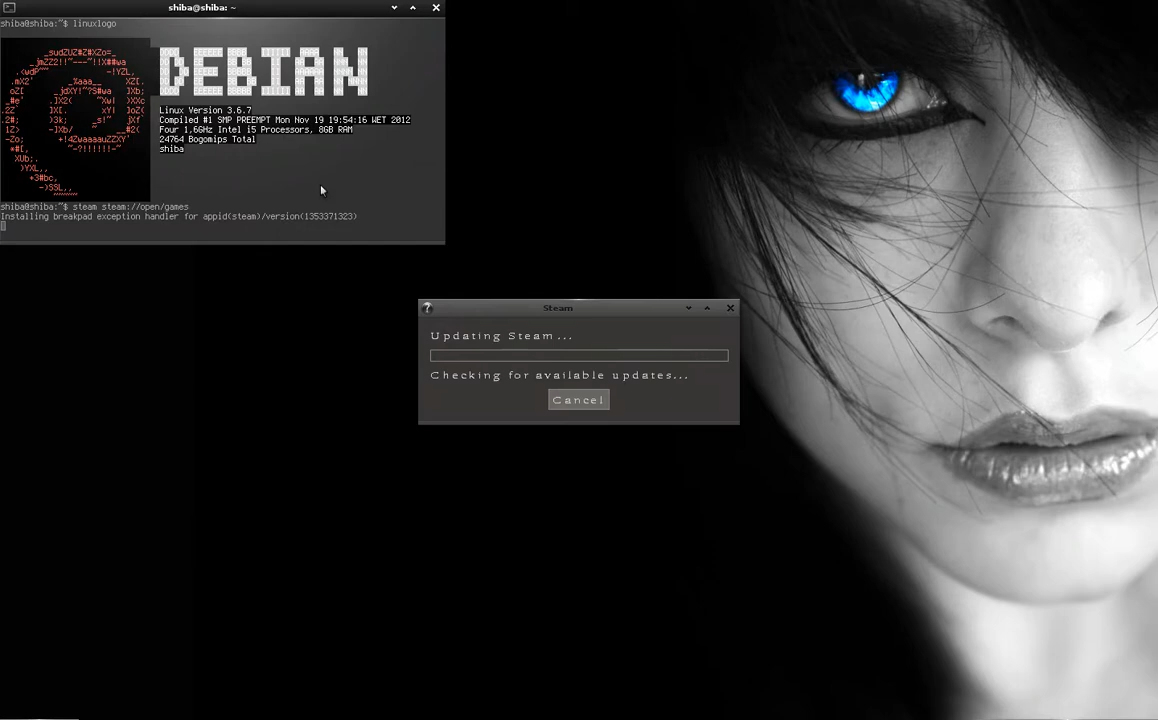 shiba@shiba: ~
shiba@shiba:~$ linuxlogo
DEBIAN
Linux Version 3.6.7
Compiled #1 SMP PREEMPT Mon Nov 19 19:54:16 WET 2012
Four 1,6GHz Intel i5 Processors, 8GB RAM
24764 Bogomips Total
shiba
shiba@shiba:~$ steam steam://open/games
Installing breakpad exception handler for appid(steam)/version(1353371323)
Steam
Updating Steam...
Checking for available updates...
Cancel